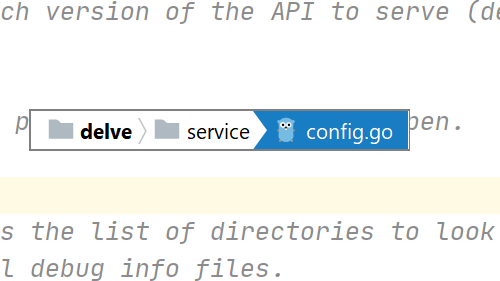 ch version of the API to serve (de
p
delve service config.go
pen.
s the list of directories to look
l debug info files.